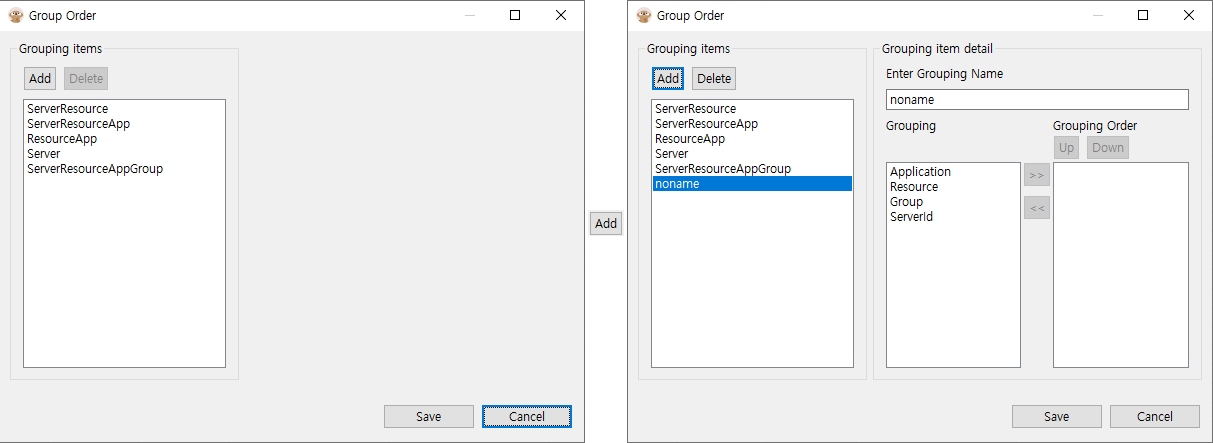 Group Order
Grouping items
Add Delete
ServerResource
ServerResourceApp
ResourceApp
Server
ServerResourceAppGroup
Save Cancel
Add
Group Order
Grouping items
Add Delete
ServerResource
ServerResourceApp
ResourceApp
Server
ServerResourceAppGroup
noname
Grouping item detail
Enter Grouping Name
noname
Grouping
Application
Resource
Group
ServerId
>>
<<
Grouping Order
Up Down
Save Cancel